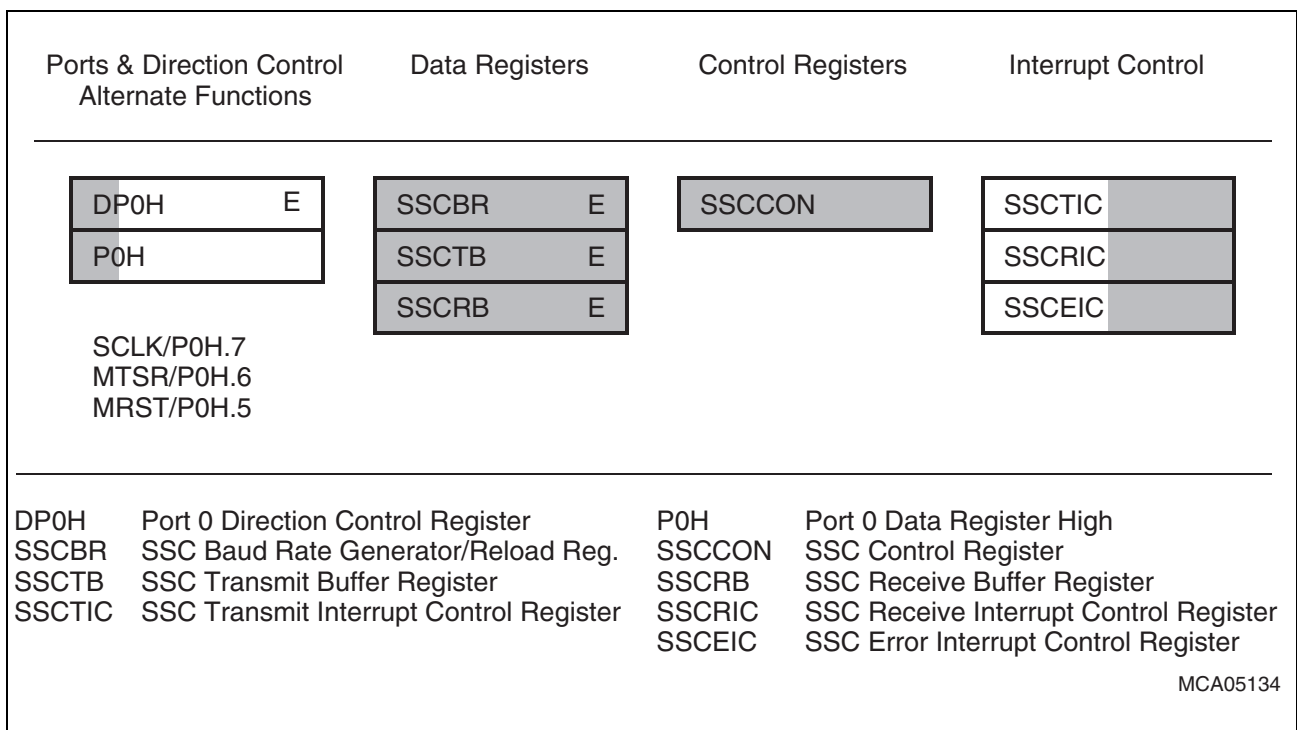 Ports & Direction Control Alternate Functions
Data Registers
Control Registers
Interrupt Control
DP0H E
P0H
SCLK/P0H.7
MTSR/P0H.6
MRST/P0H.5
SSCBR E
SSCTB E
SSCRB E
SSCCON
SSCTIC
SSCRIC
SSCEIC
DP0H Port 0 Direction Control Register
SSCBR SSC Baud Rate Generator/Reload Reg.
SSCTB SSC Transmit Buffer Register
SSCTIC SSC Transmit Interrupt Control Register
P0H Port 0 Data Register High
SSCCON SSC Control Register
SSCRB SSC Receive Buffer Register
SSCRIC SSC Receive Interrupt Control Register
SSCEIC SSC Error Interrupt Control Register
MCA05134